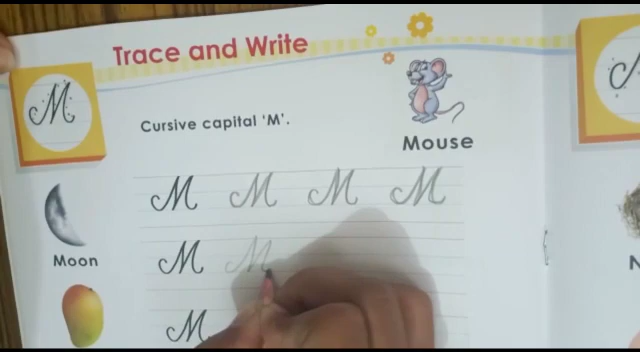 Trace and Write
M
Cursive capital 'M'.
Mouse
M M M M
Moon
M M
M
N